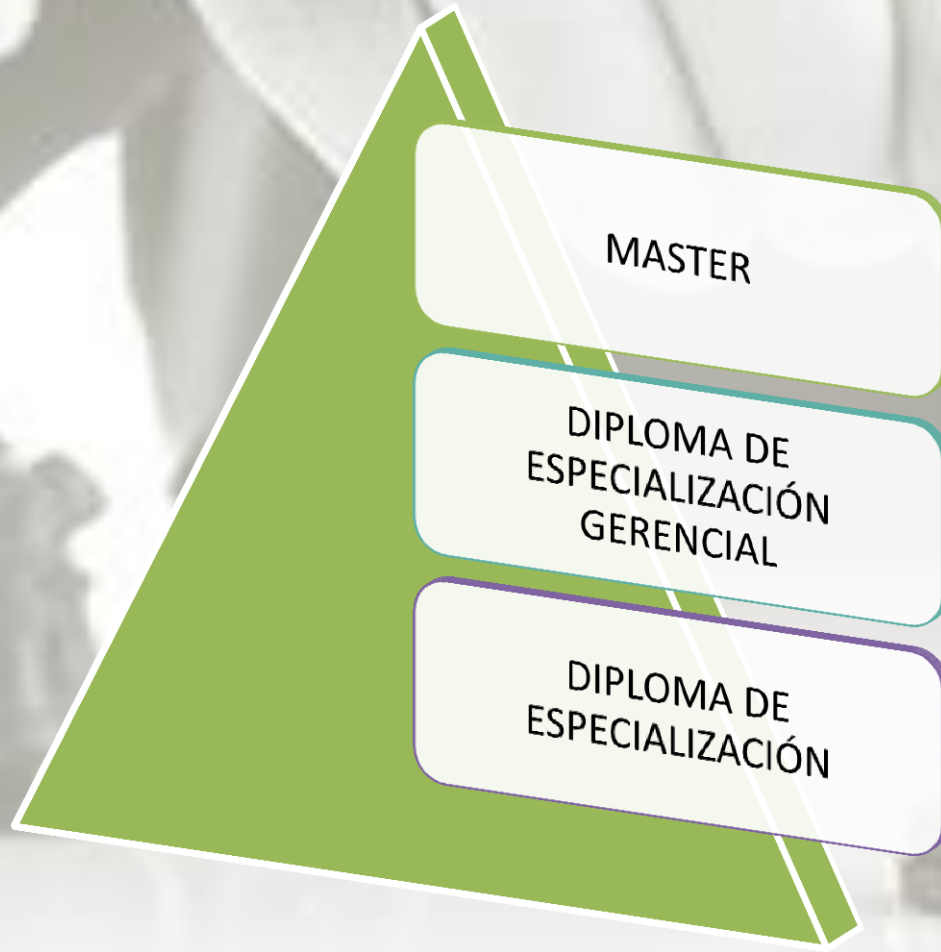 MASTER
DIPLOMA DE
ESPECIALIZACIÓN
GERENCIAL
DIPLOMA DE
ESPECIALIZACIÓN